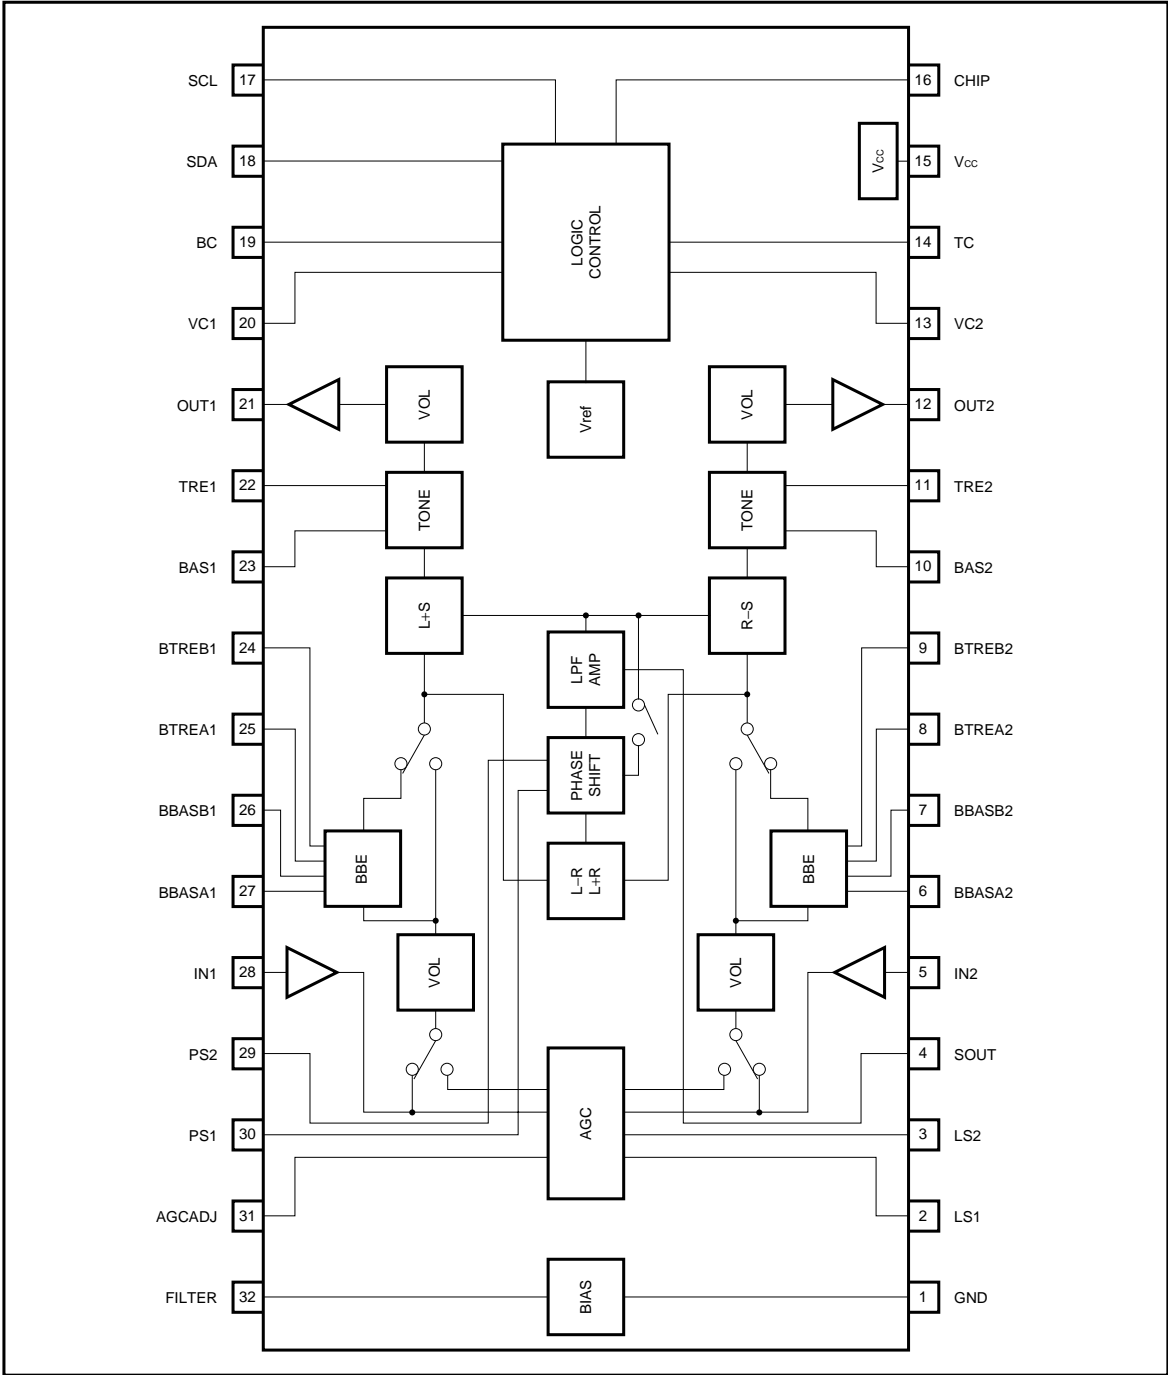 SCL 17 16 CHIP
SDA 18 Vcc 15 Vcc
LOGIC
CONTROL
BC 19 14 TC
VC1 20 13 VC2
OUT1 21 VOL Vref VOL 12 OUT2
TRE1 22 TONE TONE 11 TRE2
BAS1 23 10 BAS2
L+S R−S
BTREB1 24 9 BTREB2
LPF
AMP
BTREA1 25 8 BTREA2
PHASE
SHIFT
BBASB1 26 7 BBASB2
BBE BBE
L−R
L+R
BBASA1 27 6 BBASA2
IN1 28 VOL VOL 5 IN2
PS2 29 4 SOUT
AGC
PS1 30 3 LS2
AGCADJ 31 2 LS1
FILTER 32 BIAS 1 GND